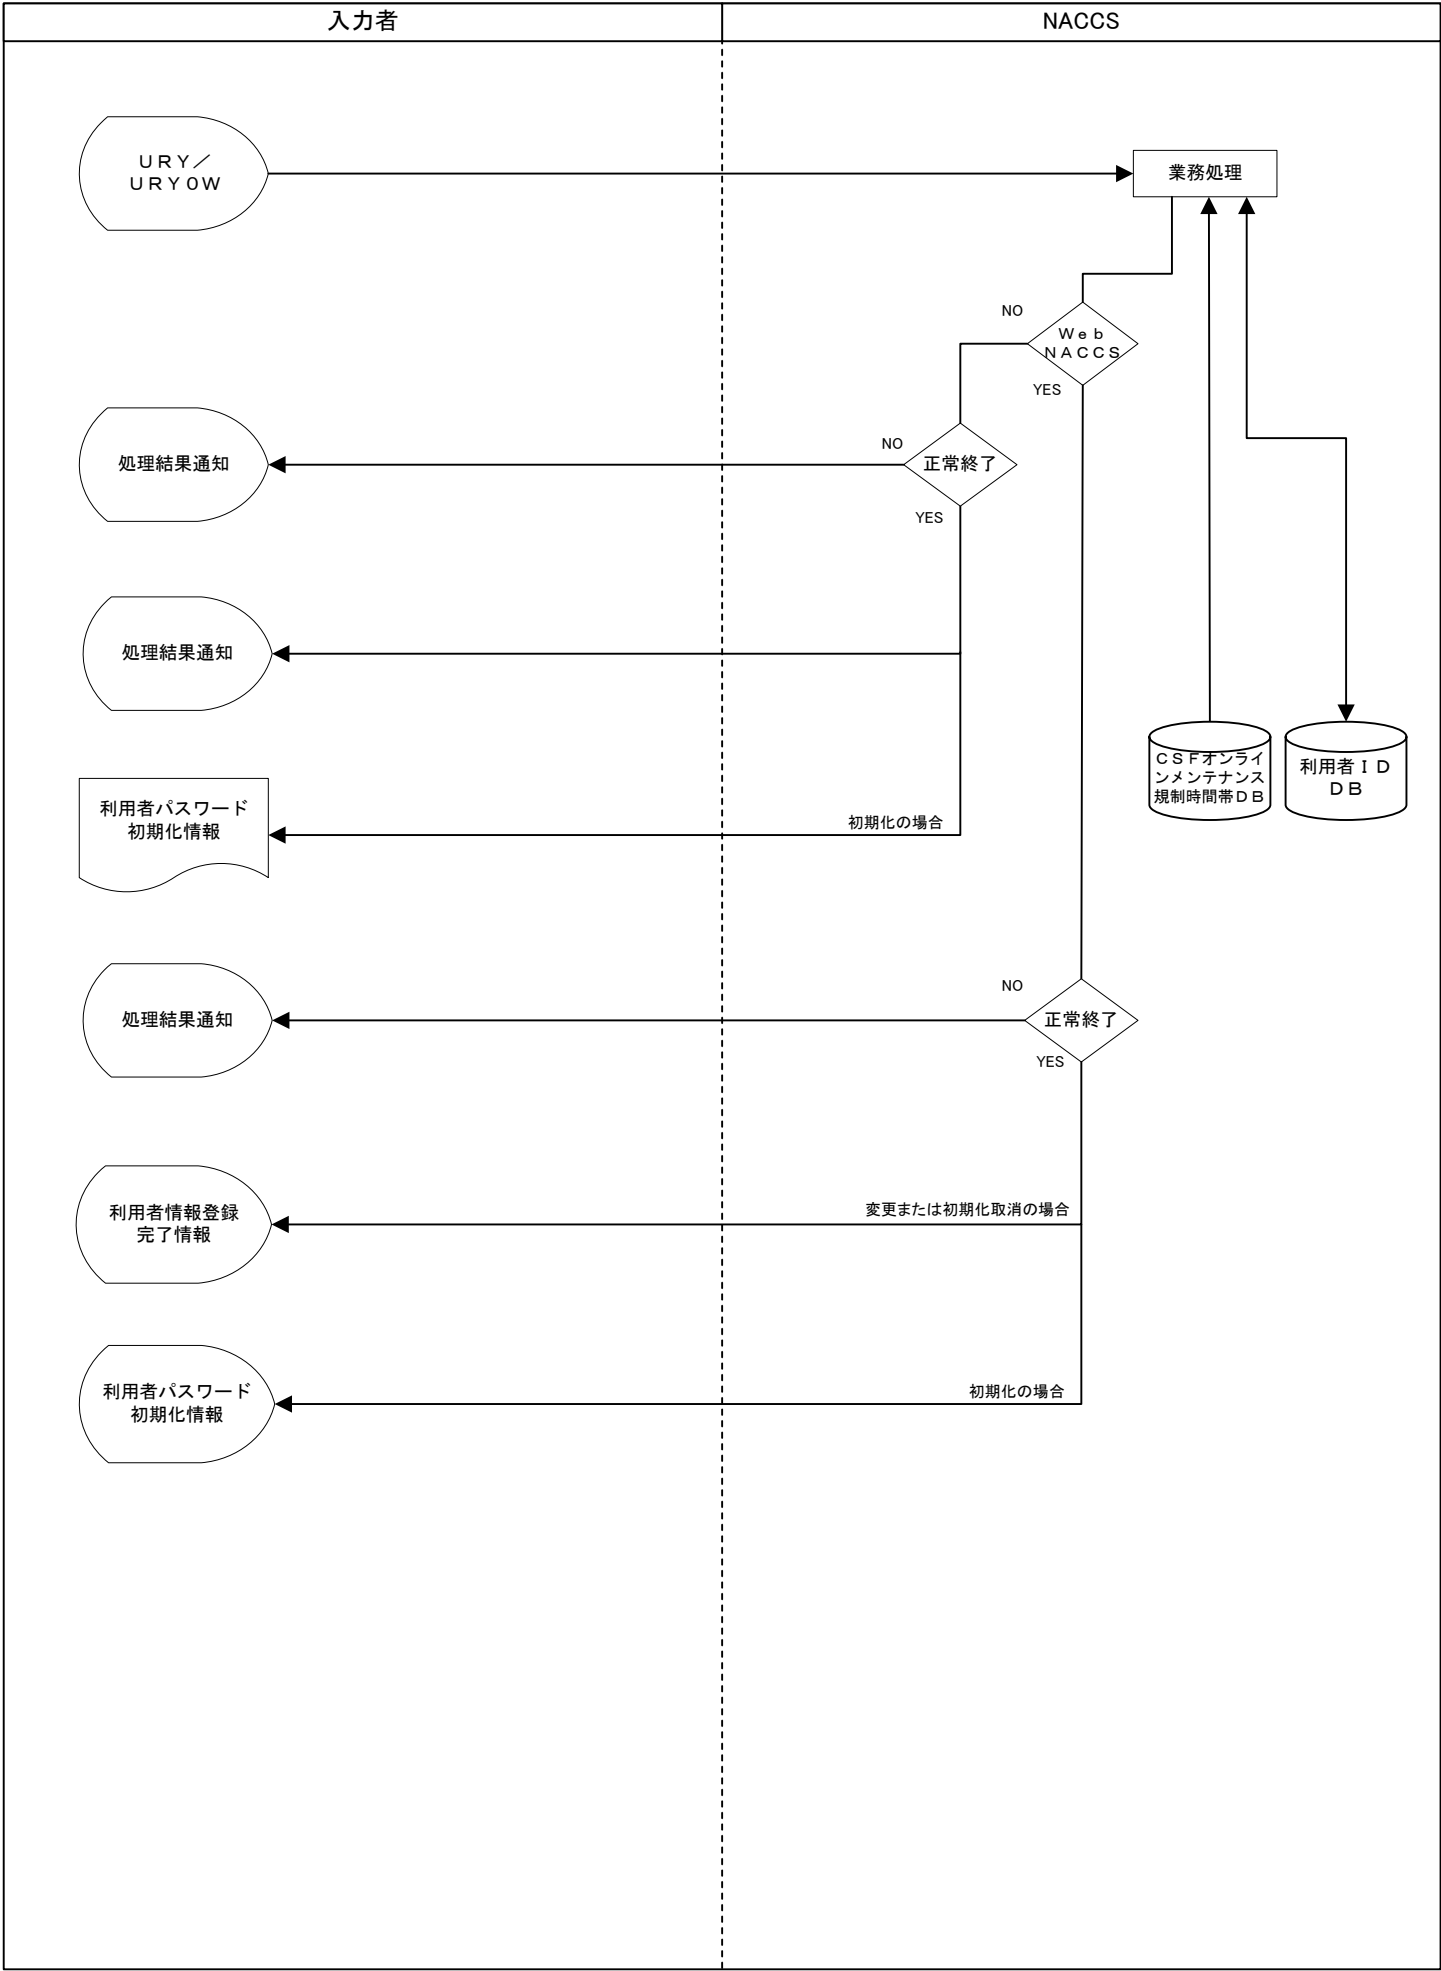 入力者
NACCS
ＵＲＹ／
ＵＲＹ０Ｗ
業務処理
NO
Ｗｅｂ
ＮＡＣＣＳ
YES
NO
正常終了
YES
処理結果通知
処理結果通知
ＣＳＦオンライ
ンメンテナンス
規制時間帯ＤＢ
利用者ＩＤ
ＤＢ
利用者パスワード
初期化情報
初期化の場合
NO
正常終了
YES
処理結果通知
利用者情報登録
完了情報
変更または初期化取消の場合
利用者パスワード
初期化情報
初期化の場合